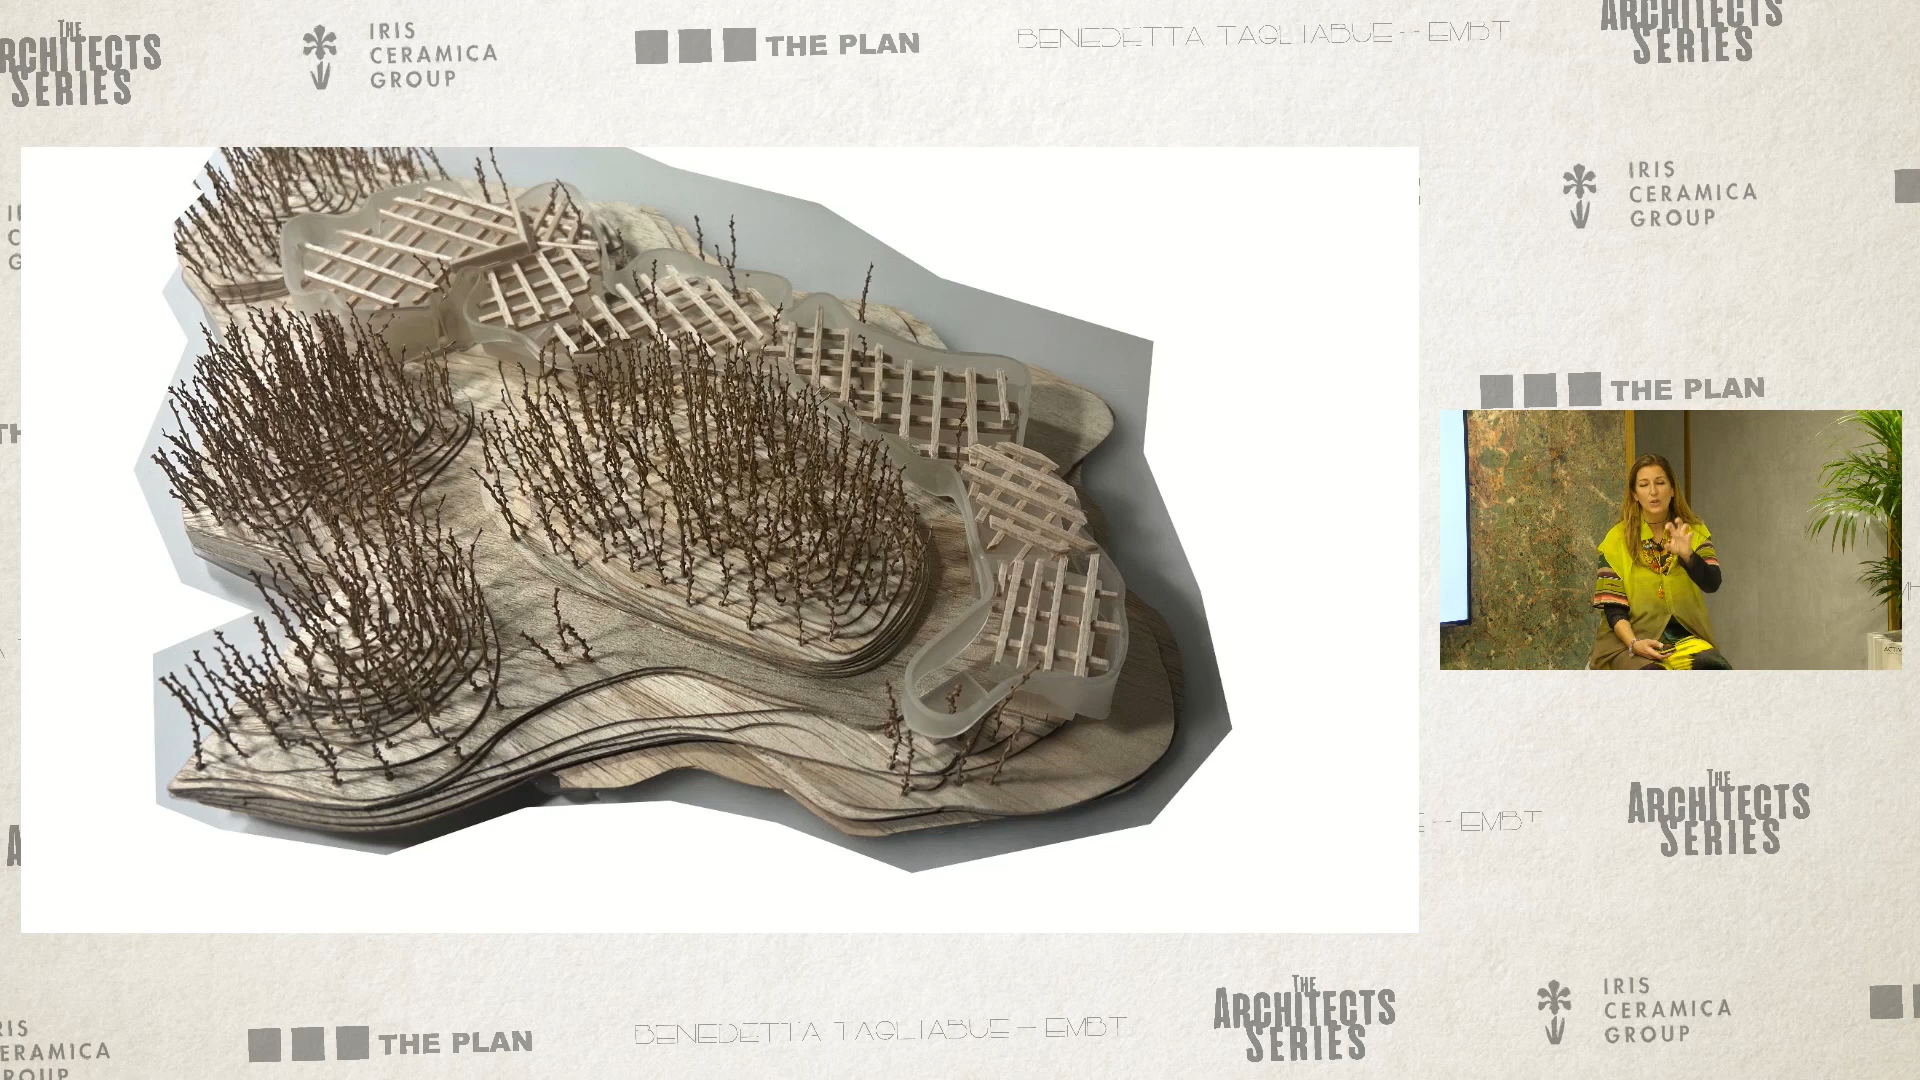 THE
ARCHITECTS
SERIES
IRIS
CERAMICA
GROUP
THE PLAN
BENEDETTA TAGLIABUE -- EMBT
ARCHITECTS
SERIES
IRIS
CERAMICA
GROUP
THE PLAN
-- EMBT
THE
ARCHITECTS
SERIES
THE
ARCHITECTS
SERIES
IRIS
CERAMICA
GROUP
THE PLAN
BENEDETTA TAGLIABUE -- EMBT